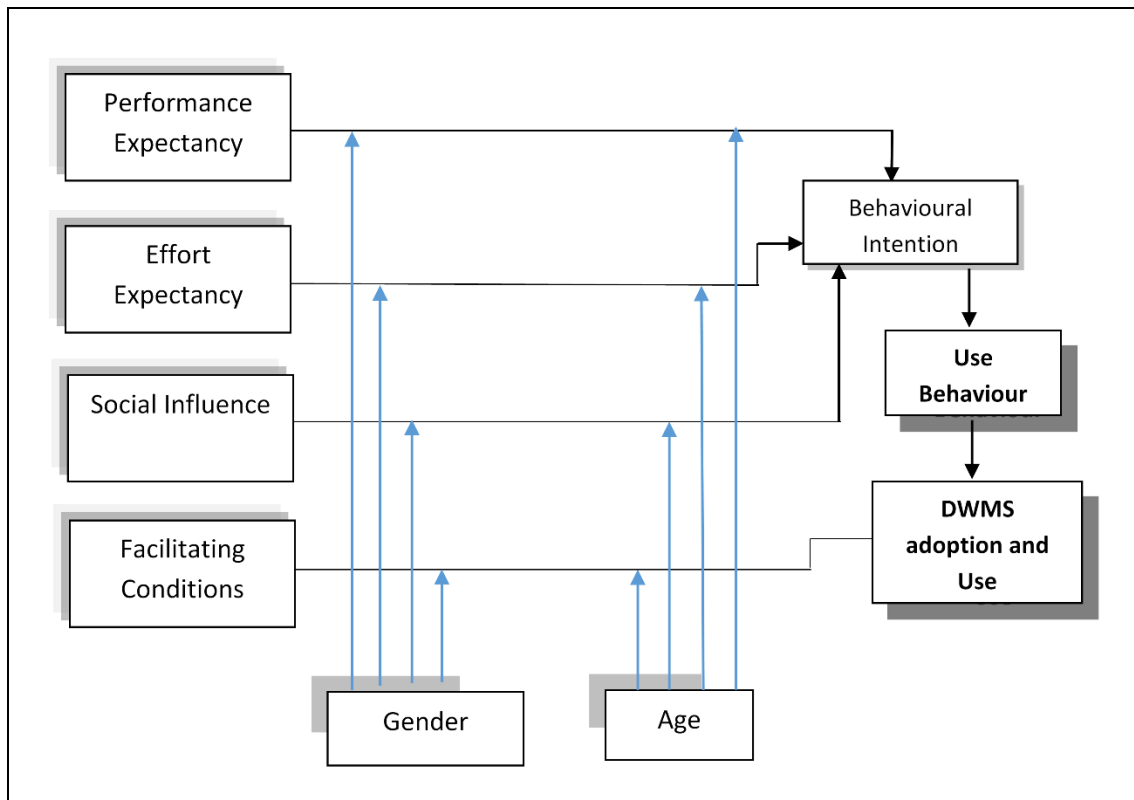 Performance
Expectancy
Behavioural
Intention
Effort
Expectancy
Use
Behaviour
Social Influence
DWMS
adoption and
Use
Facilitating
Conditions
Gender
Age